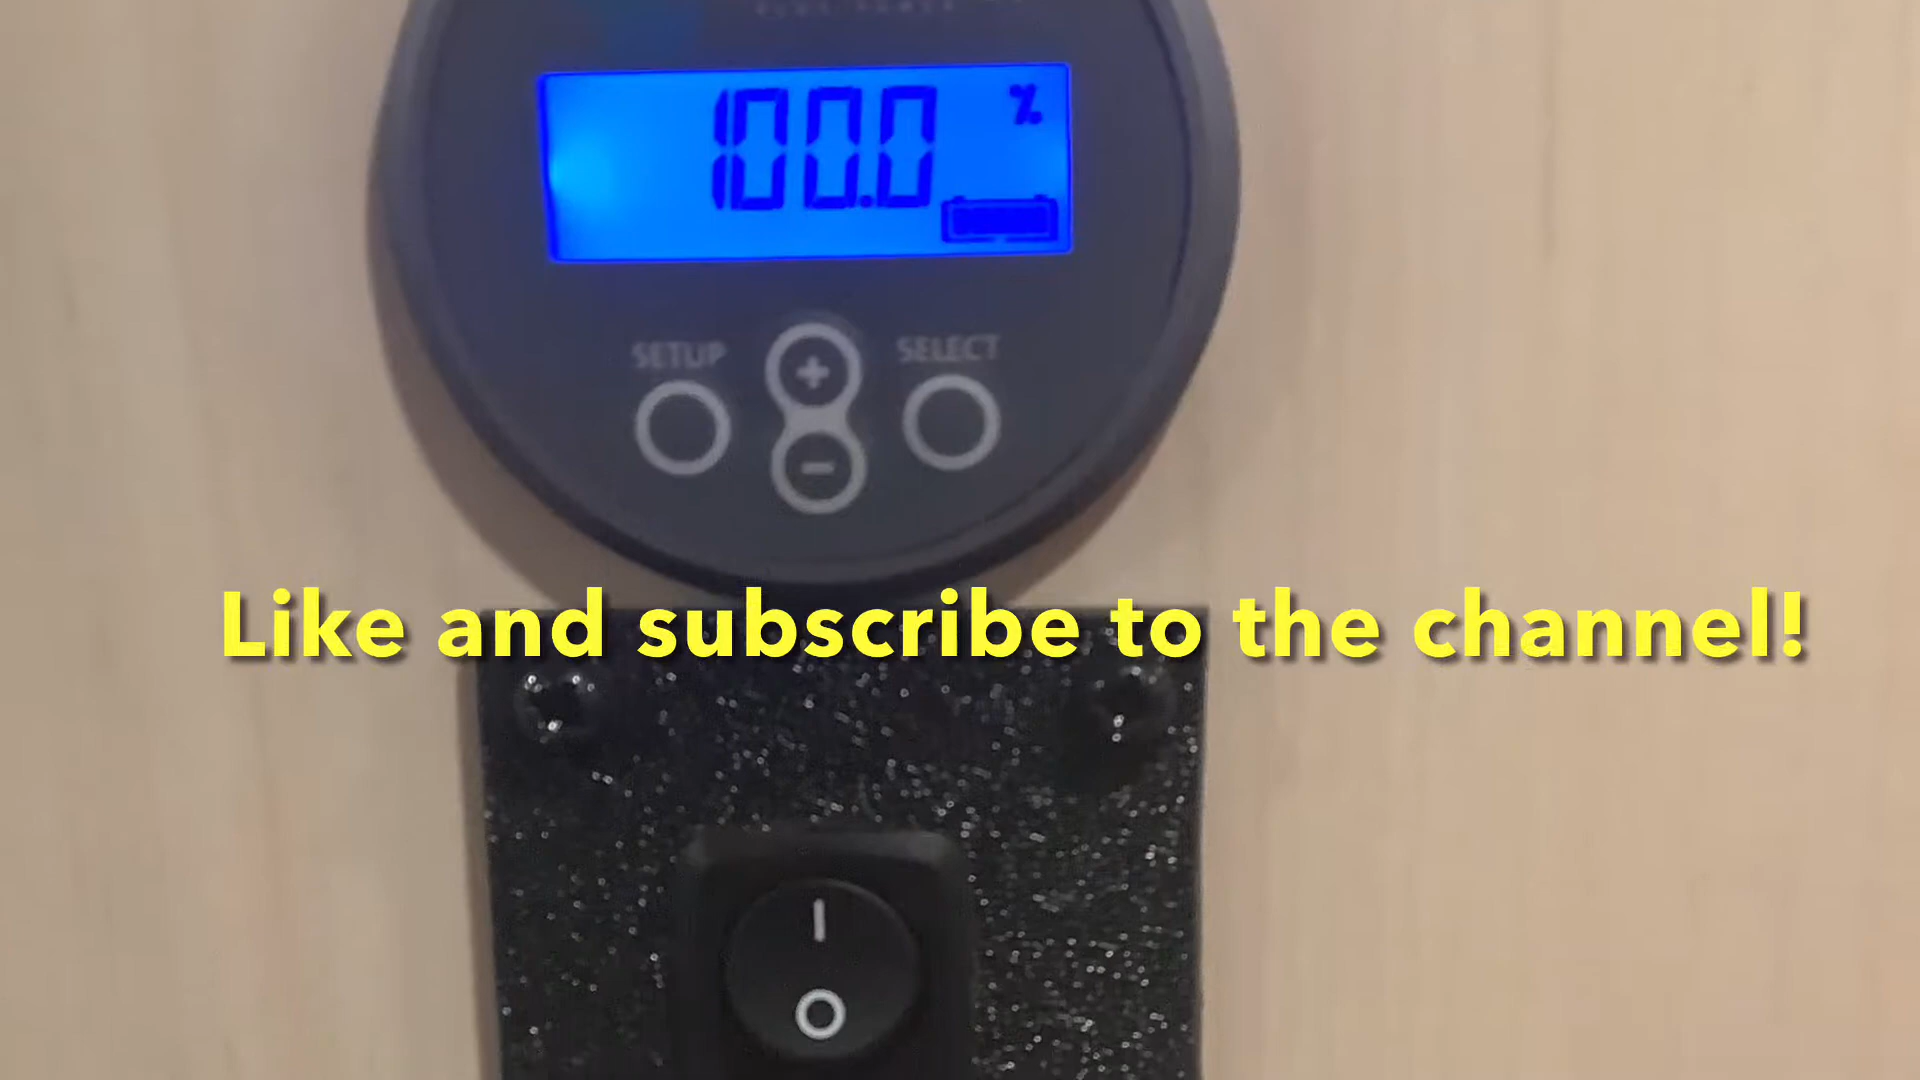 100.0 %
SETUP + SELECT
−
Like and subscribe to the channel!
I
O